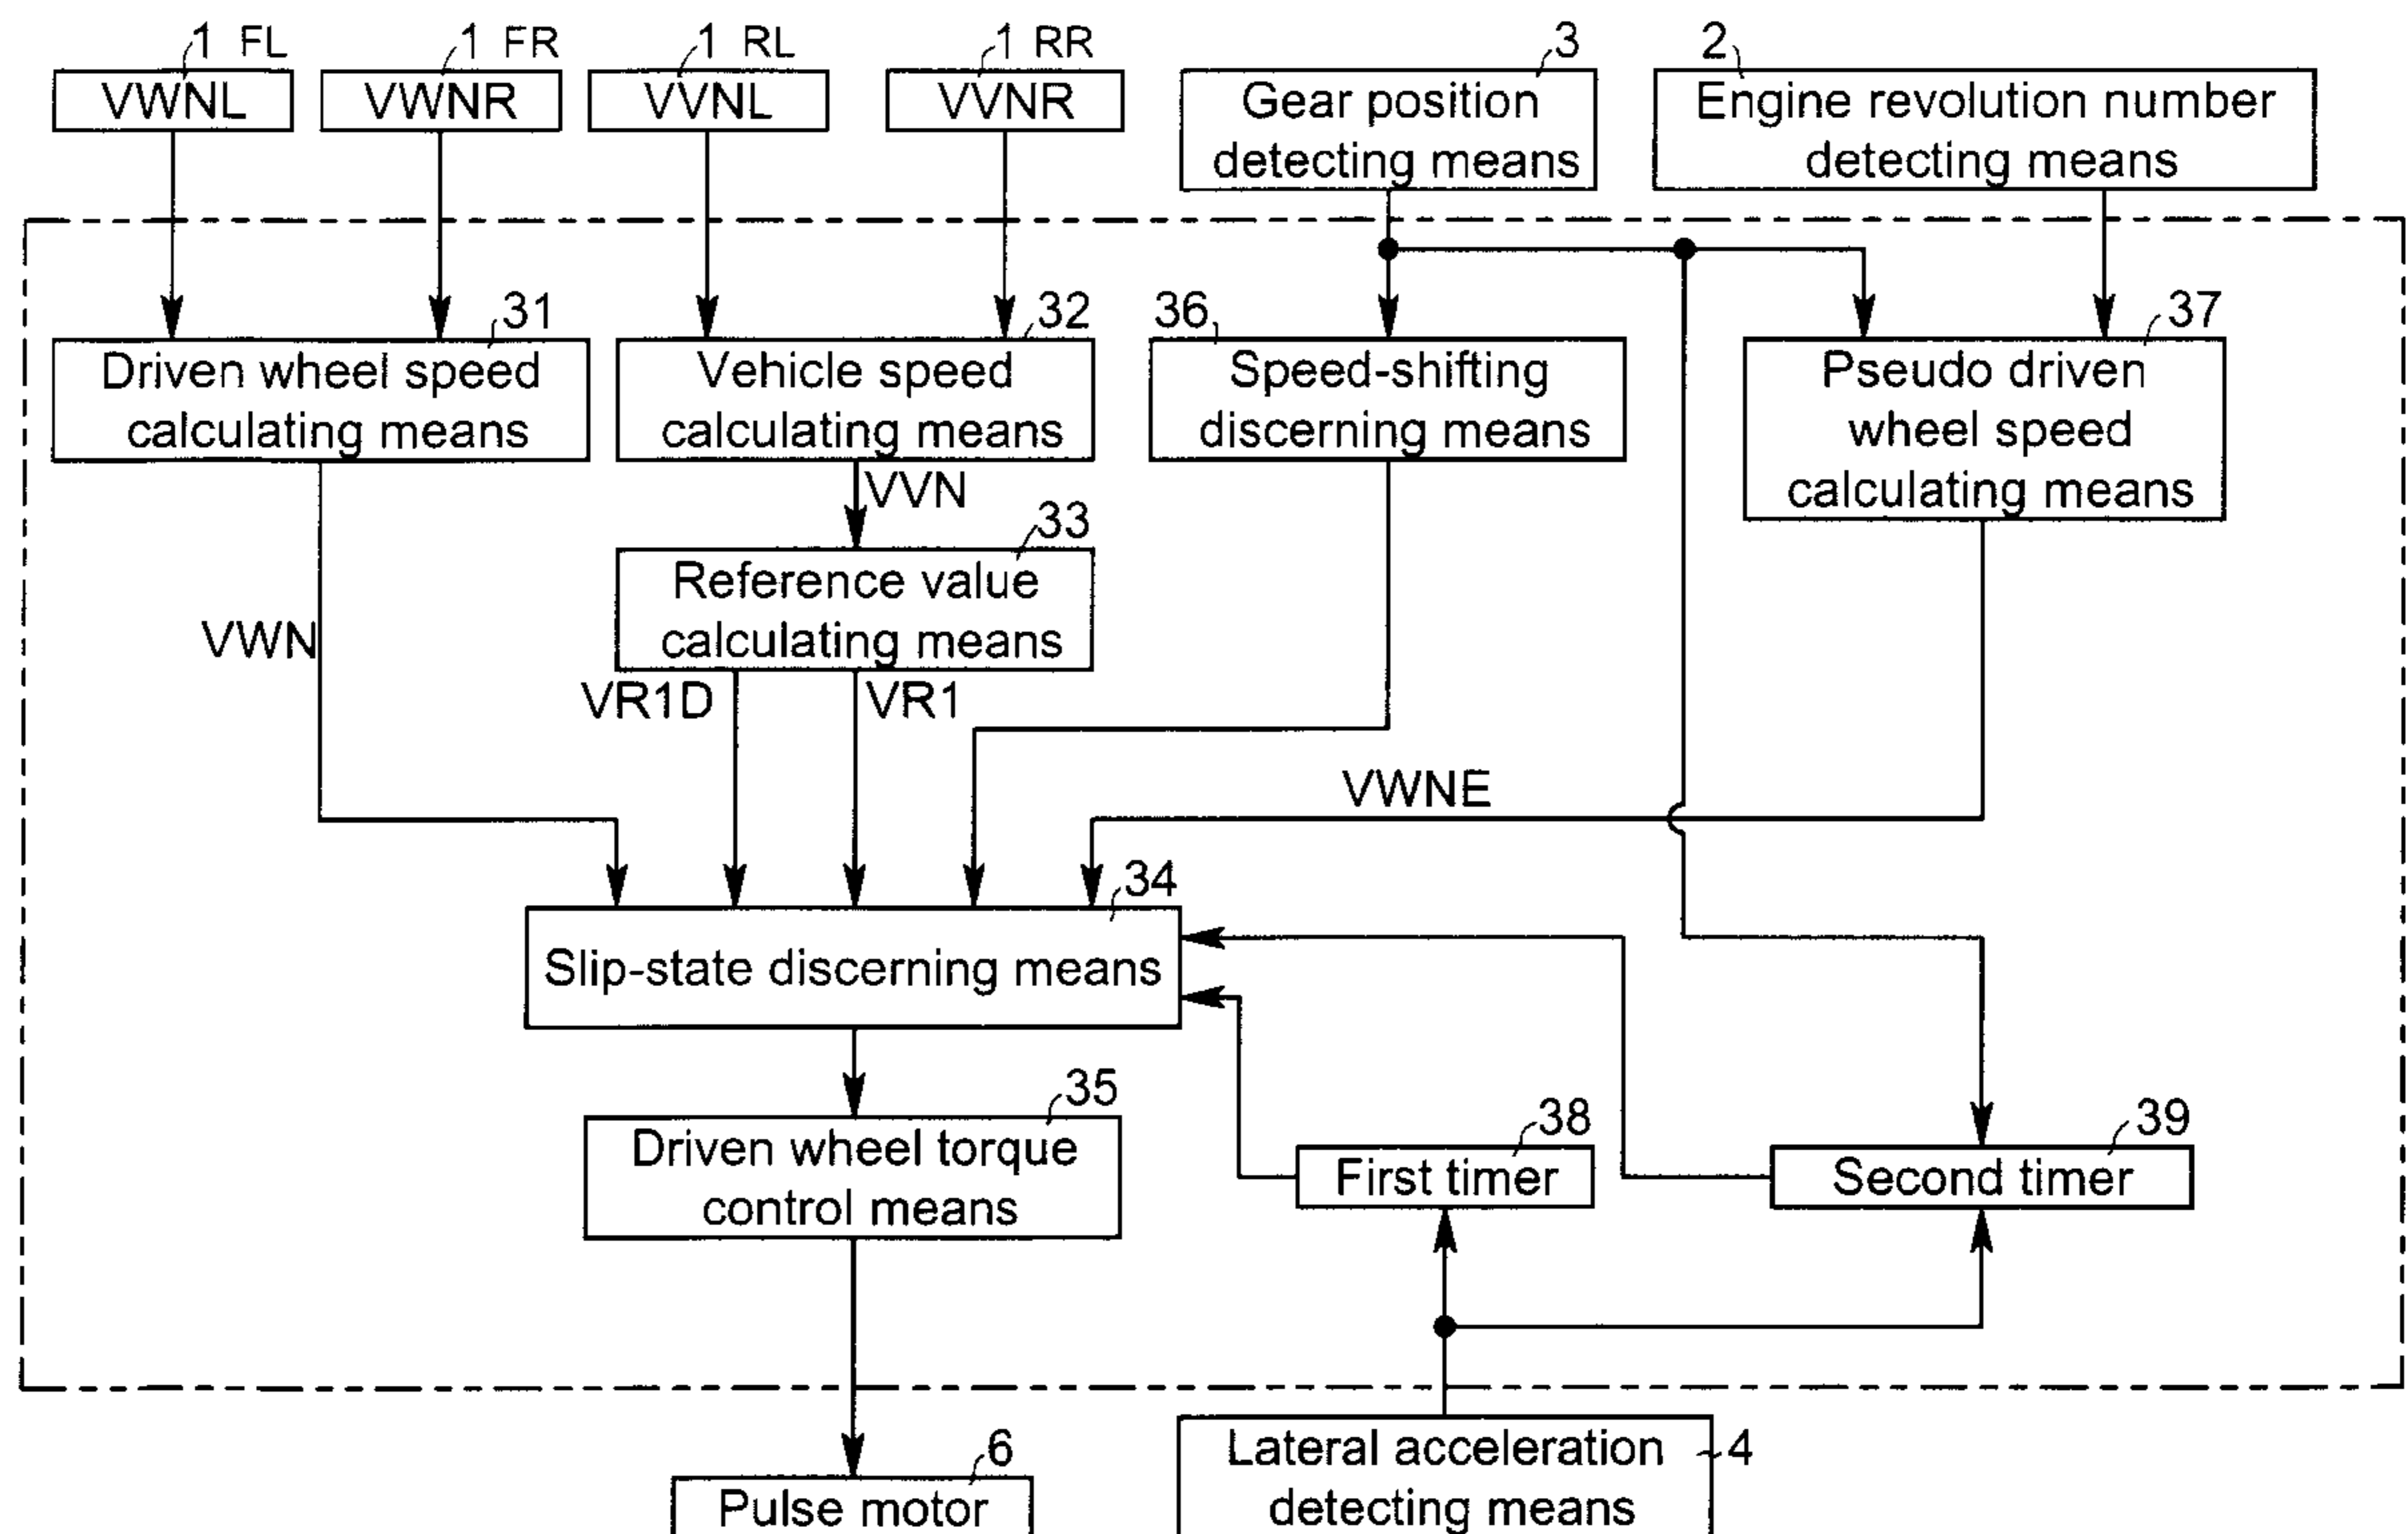 1 FL
1 FR
1 RL
1 RR
3
2
VWNL
VWNR
VVNL
VVNR
Gear position
detecting means
Engine revolution number
detecting means
31
32
36
37
Driven wheel speed
calculating means
Vehicle speed
calculating means
Speed-shifting
discerning means
Pseudo driven
wheel speed
calculating means
VVN
33
Reference value
calculating means
VWN
VR1D
VR1
VWNE
34
Slip-state discerning means
35
Driven wheel torque
control means
38
First timer
39
Second timer
6
Pulse motor
Lateral acceleration
detecting means
4